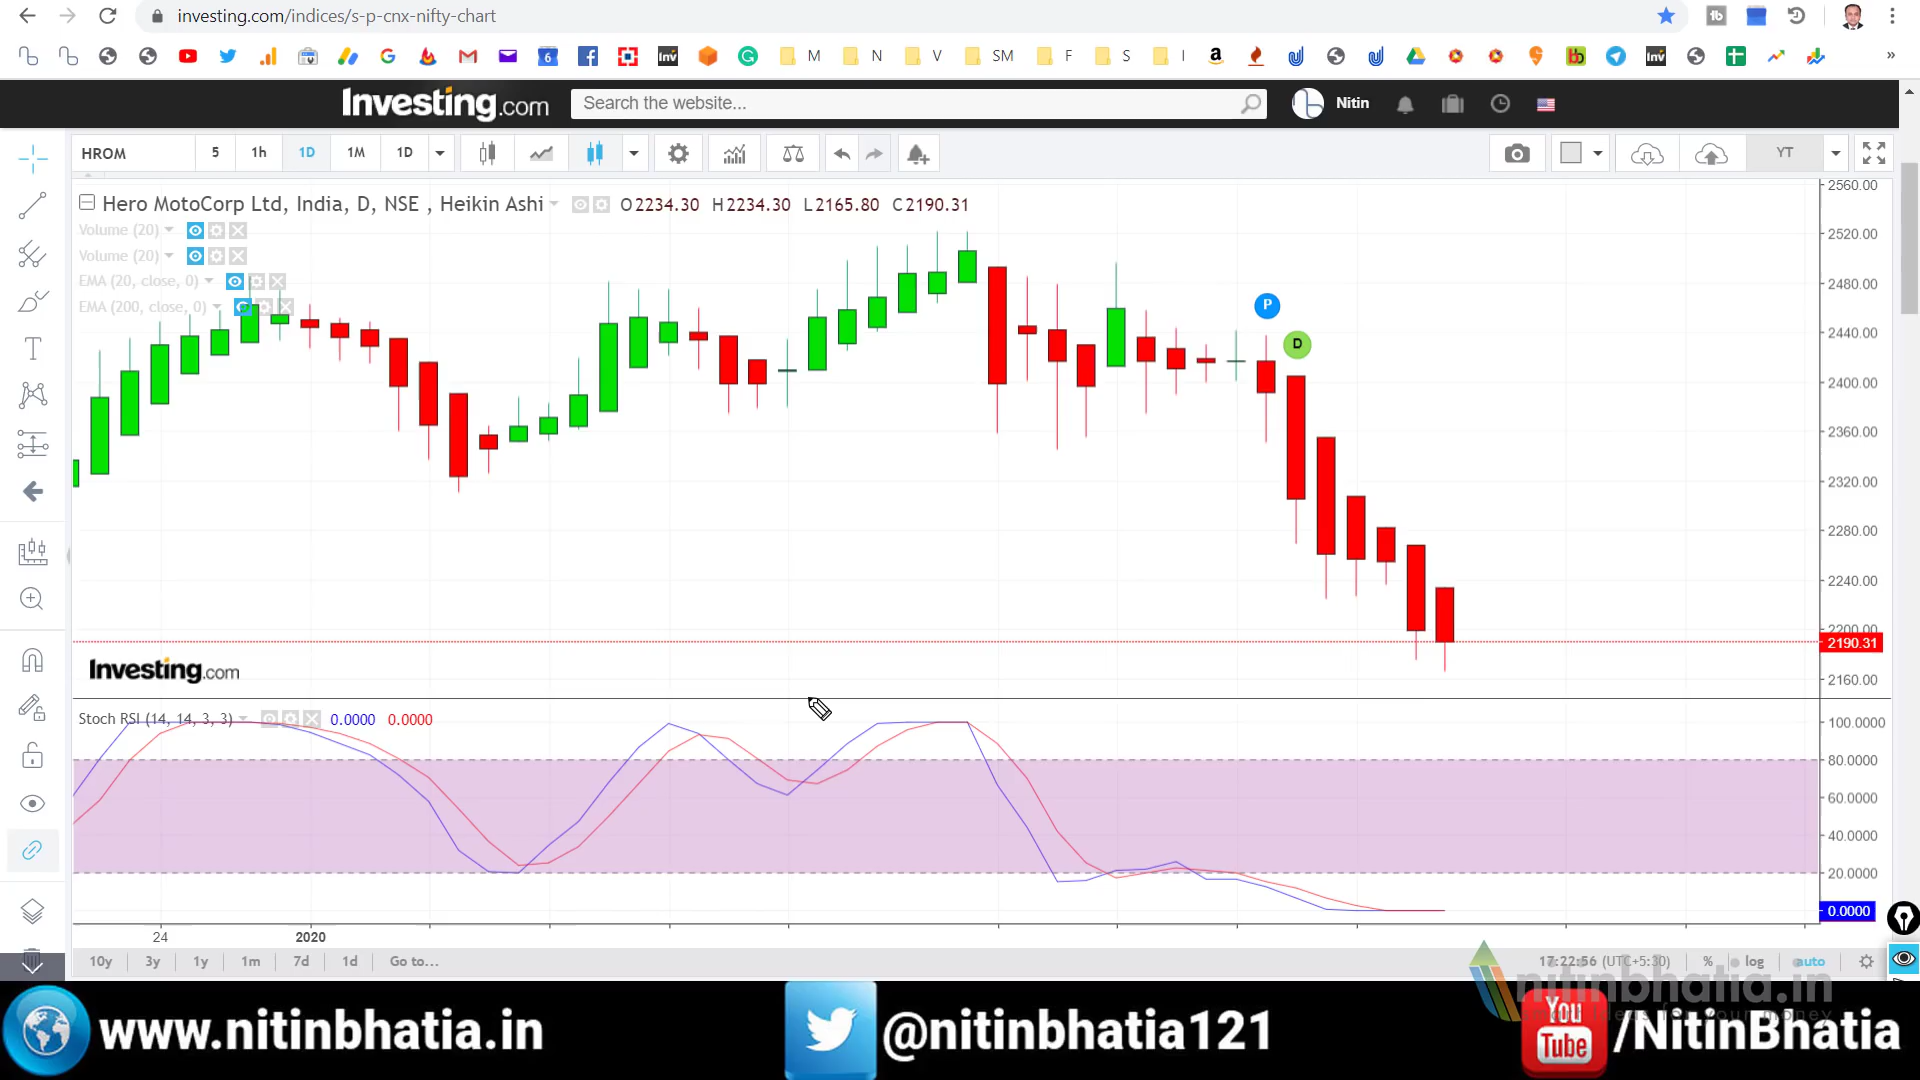 investing.com/indices/s-p-cnx-nifty-chart
M N V SM F S I
Investing.com Search the website... Nitin
HROM 5 1h 1D 1M 1D YT
Hero MotoCorp Ltd, India, D, NSE , Heikin Ashi O2234.30 H2234.30 L2165.80 C2190.31
Volume (20)
Volume (20)
EMA (20, close, 0)
EMA (200, close, 0)
P
D
2560.00
2520.00
2480.00
2440.00
2400.00
2360.00
2320.00
2280.00
2240.00
2200.00
2190.31
2160.00
Investing.com
Stoch RSI (14, 14, 3, 3) 0.0000 0.0000
100.0000
80.0000
60.0000
40.0000
20.0000
0.0000
24 2020
10y 3y 1y 1m 7d 1d Go to... 17:22:56 (UTC+5:30) % log auto
nitinbhatia.in
www.nitinbhatia.in @nitinbhatia121 You Tube /NitinBhatia